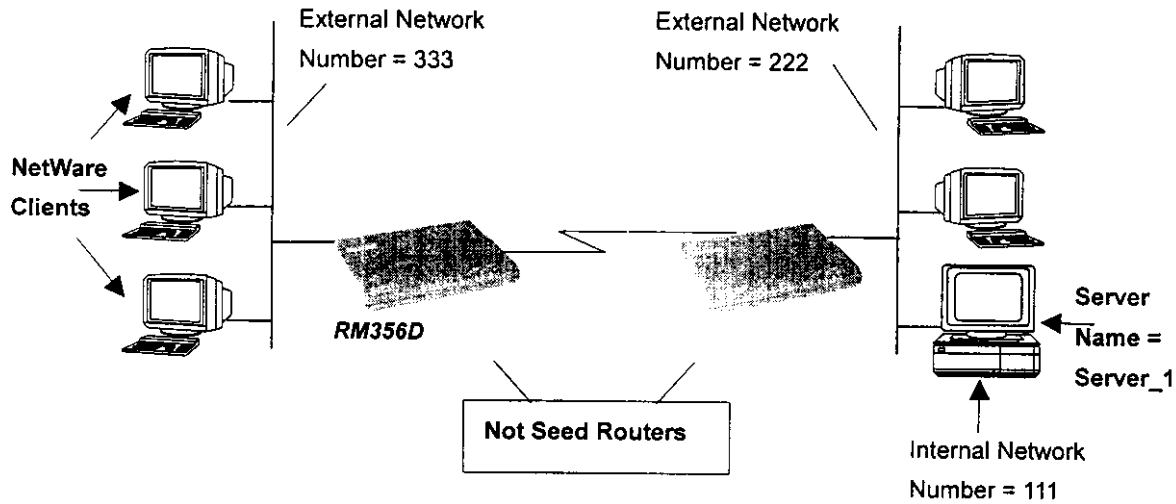 External Network
Number = 333
External Network
Number = 222
NetWare
Clients
RM356D
Server
Name =
Server_1
Not Seed Routers
Internal Network
Number = 111